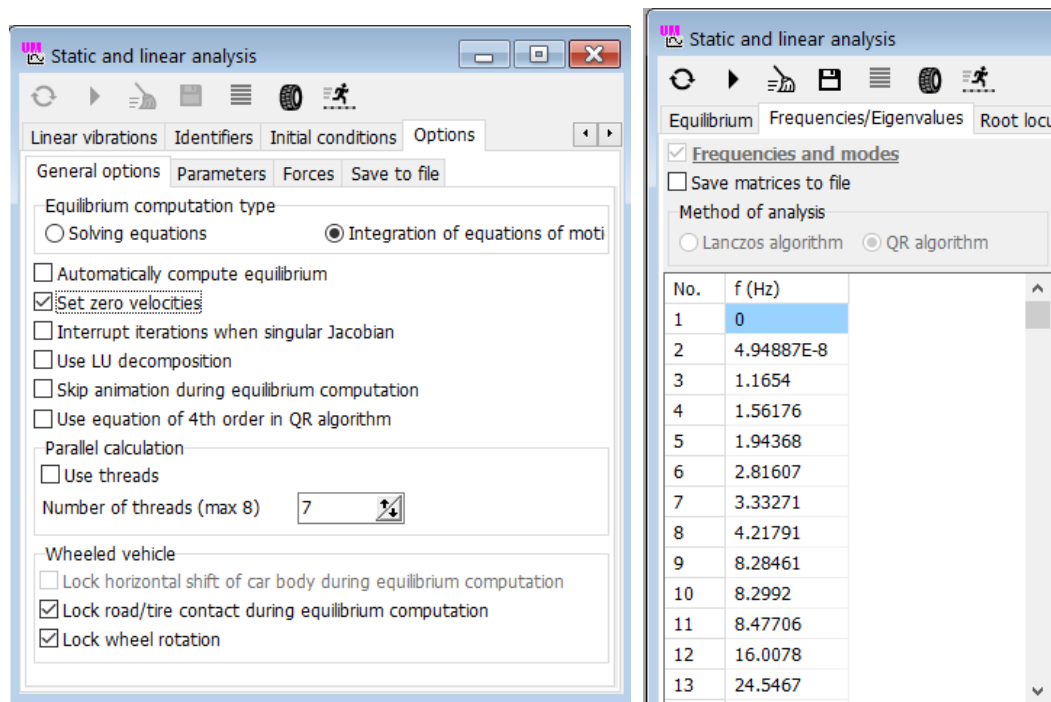 UM Static and linear analysis
Linear vibrations Identifiers Initial conditions Options
General options Parameters Forces Save to file
Equilibrium computation type
Solving equations Integration of equations of moti
Automatically compute equilibrium
Set zero velocities
Interrupt iterations when singular Jacobian
Use LU decomposition
Skip animation during equilibrium computation
Use equation of 4th order in QR algorithm
Parallel calculation
Use threads
Number of threads (max 8) 7
Wheeled vehicle
Lock horizontal shift of car body during equilibrium computation
Lock road/tire contact during equilibrium computation
Lock wheel rotation
UM Static and linear analysis
Equilibrium Frequencies/Eigenvalues Root locu
Frequencies and modes
Save matrices to file
Method of analysis
Lanczos algorithm QR algorithm
No. f (Hz)
1 0
2 4.94887E-8
3 1.1654
4 1.56176
5 1.94368
6 2.81607
7 3.33271
8 4.21791
9 8.28461
10 8.2992
11 8.47706
12 16.0078
13 24.5467